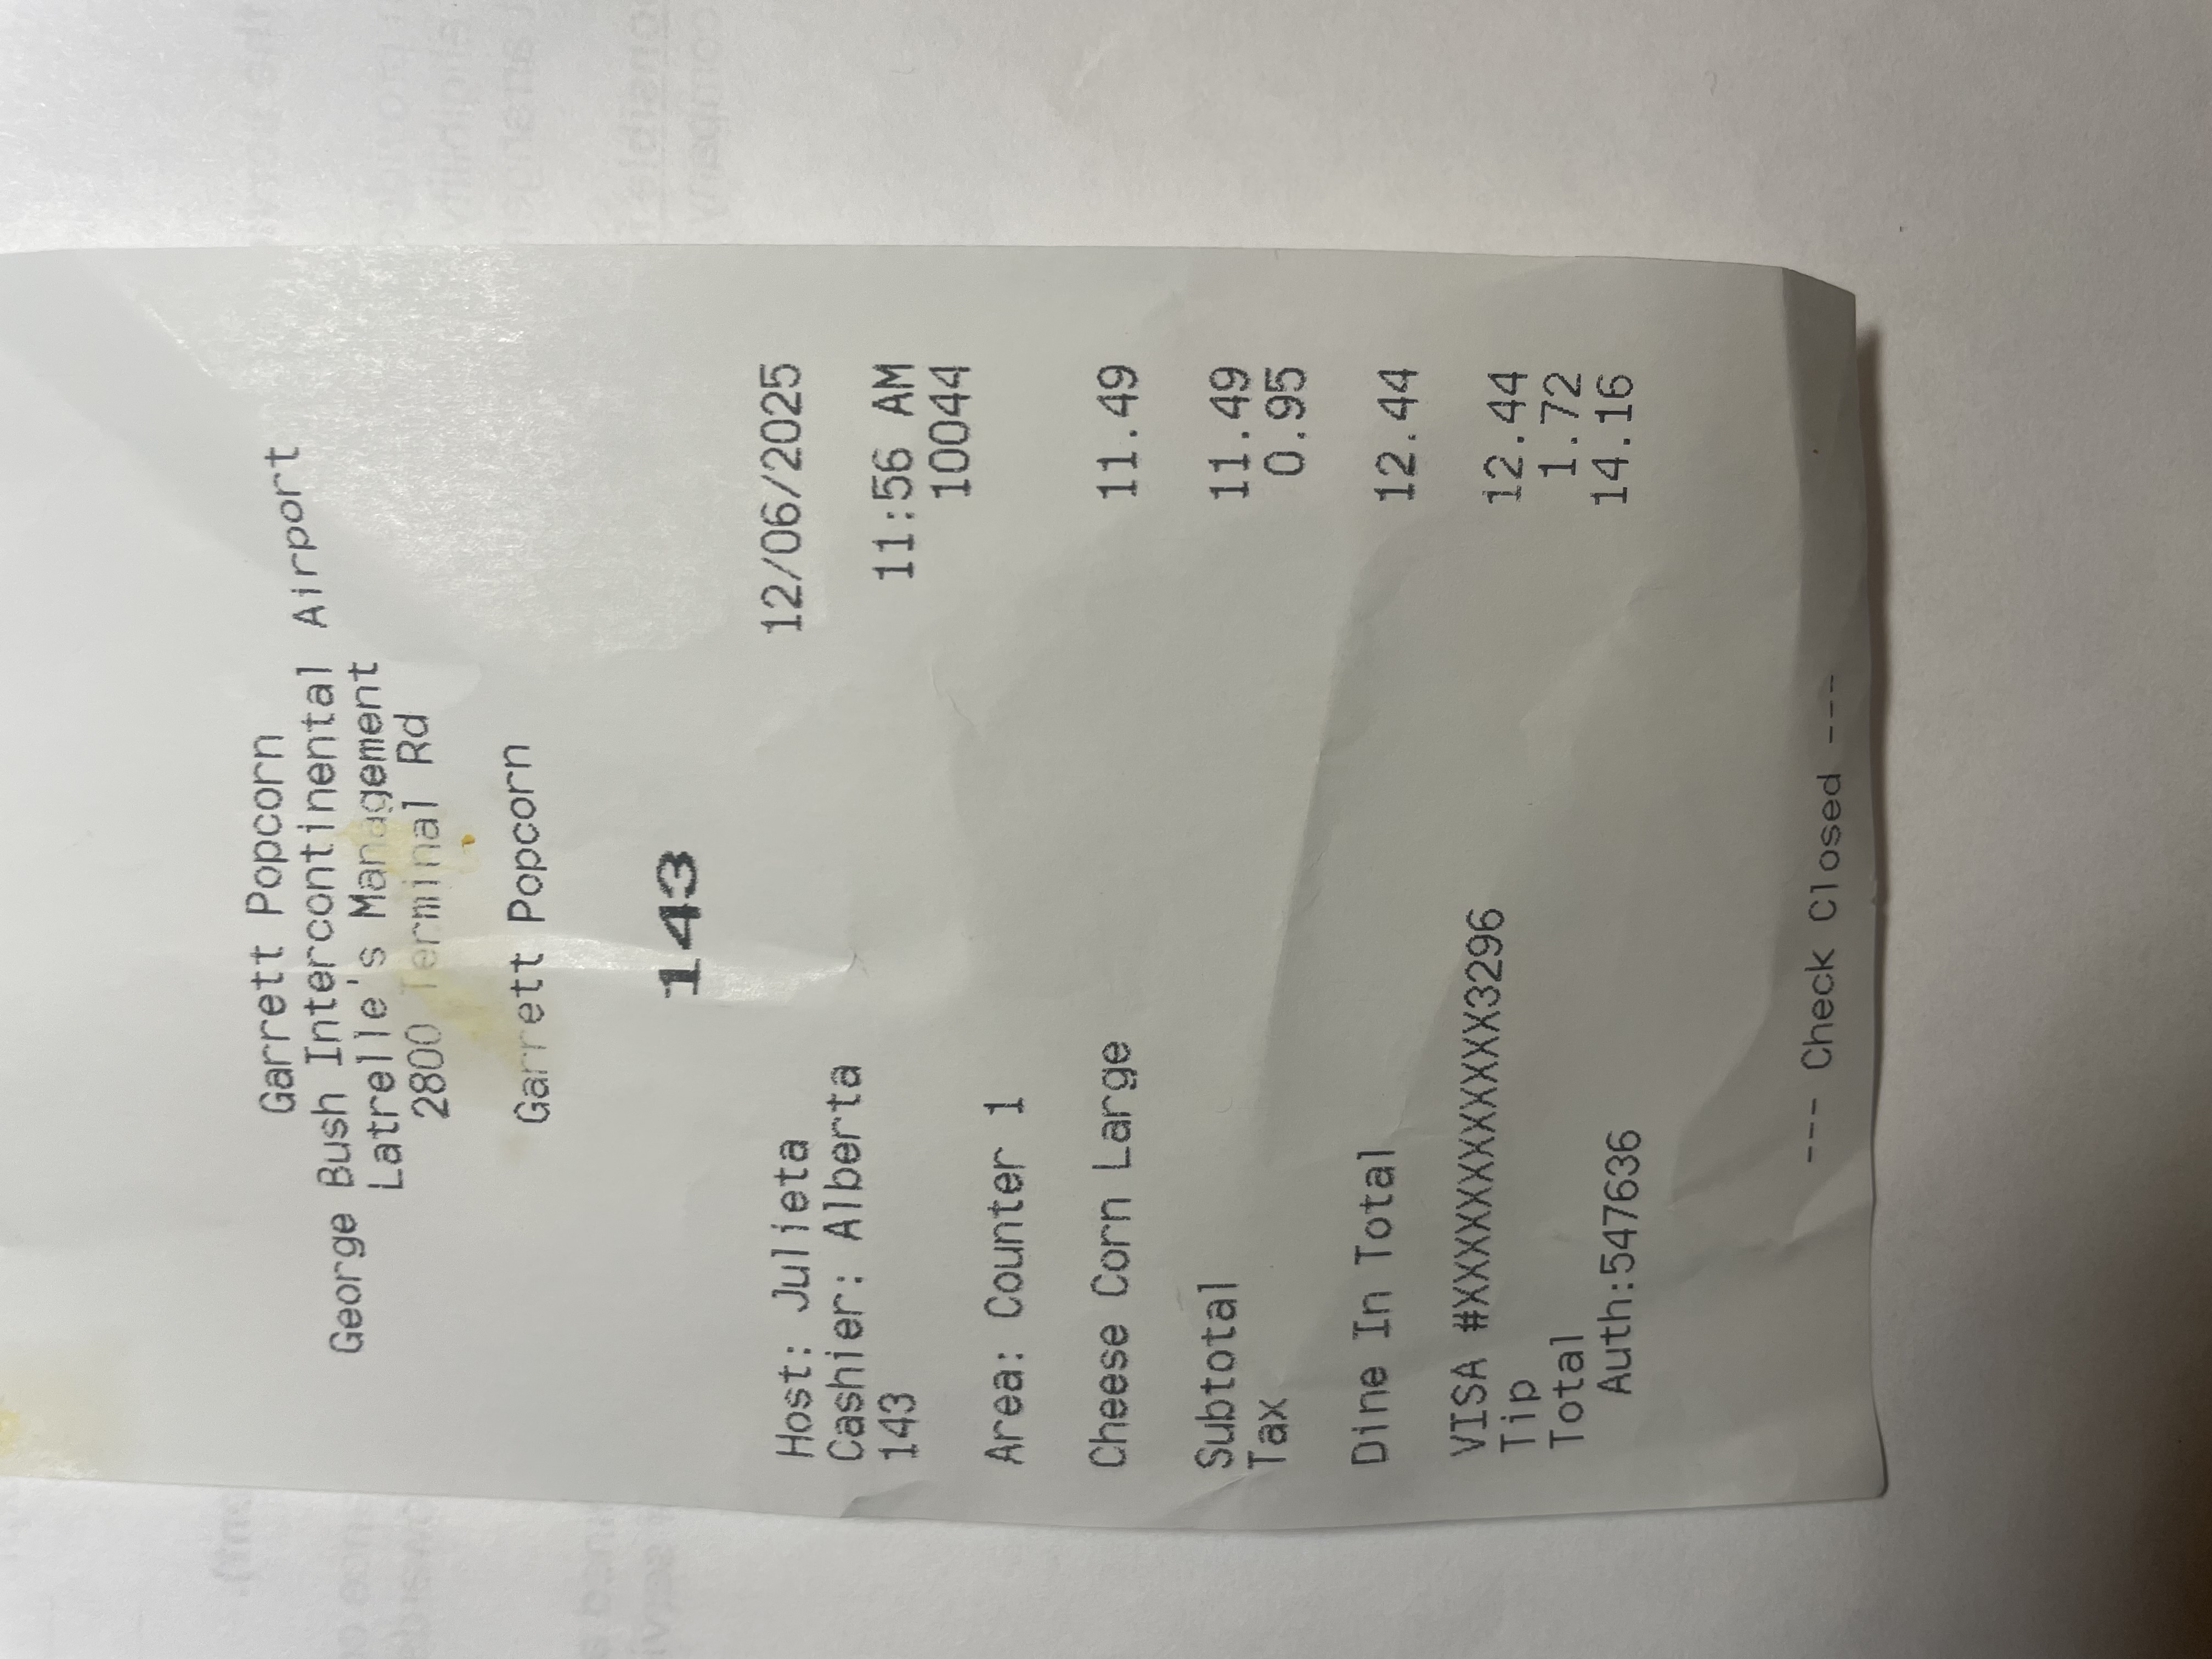 Garrett Popcorn
George Bush Intercontinental Airport
Latrelle's Management
2800 Terminal Rd
Garrett Popcorn
143
Host: Julieta 12/06/2025
Cashier: Alberta
143 11:56 AM
10044
Area: Counter 1
Cheese Corn Large 11.49
Subtotal 11.49
Tax 0.95
Dine In Total 12.44
VISA #XXXXXXXXXXXX3296 12.44
Tip 1.72
Total 14.16
Auth:547636
--- Check Closed ---